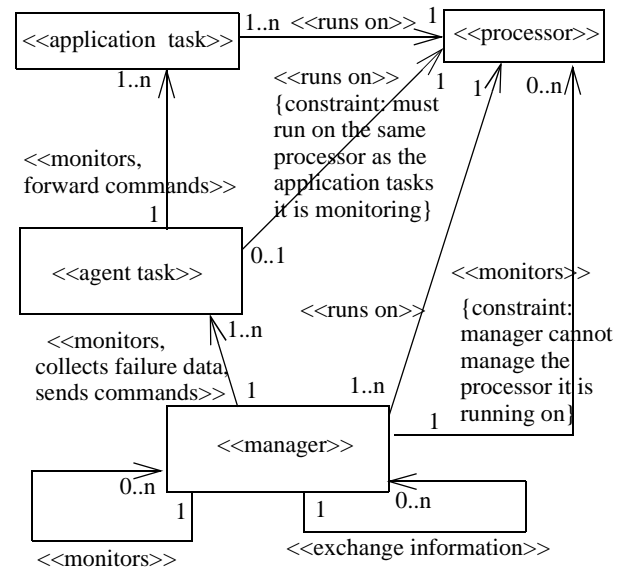 <<application task>>
1..n <<runs on>> 1
<<processor>>
1..n
<<runs on>>
{constraint: must
run on the same
processor as the
application tasks
it is monitoring}
1
1
0..n
<<monitors,
forward commands>>
1
<<agent task>>
0..1
<<monitors>>
{constraint:
manager cannot
manage the
processor it is
running on}
<<runs on>>
<<monitors,
collects failure data,
sends commands>>
1..n
1
1..n
1
<<manager>>
0..n
1
1
0..n
<<monitors>>
<<exchange information>>